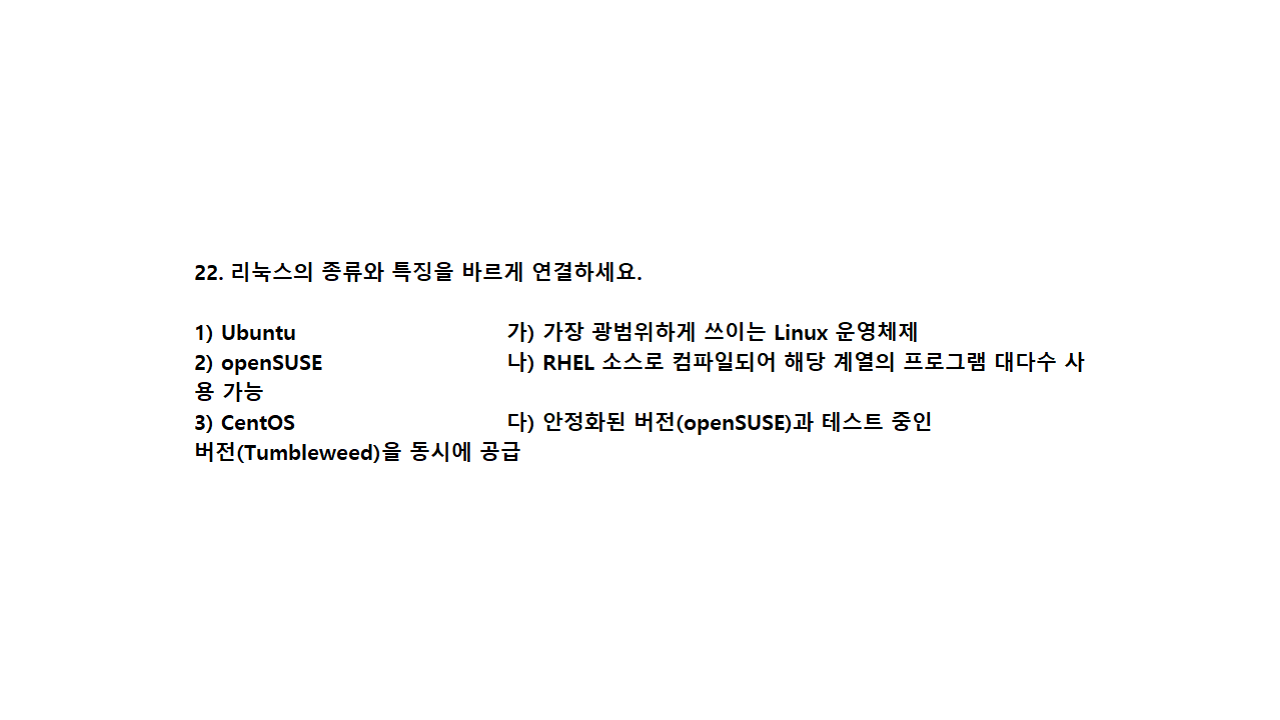 22. 리눅스의 종류와 특징을 바르게 연결하세요.
1) Ubuntu 가) 가장 광범위하게 쓰이는 Linux 운영체제
2) openSUSE 나) RHEL 소스로 컴파일되어 해당 계열의 프로그램 대다수 사
용 가능
3) CentOS 다) 안정화된 버전(openSUSE)과 테스트 중인
버전(Tumbleweed)을 동시에 공급